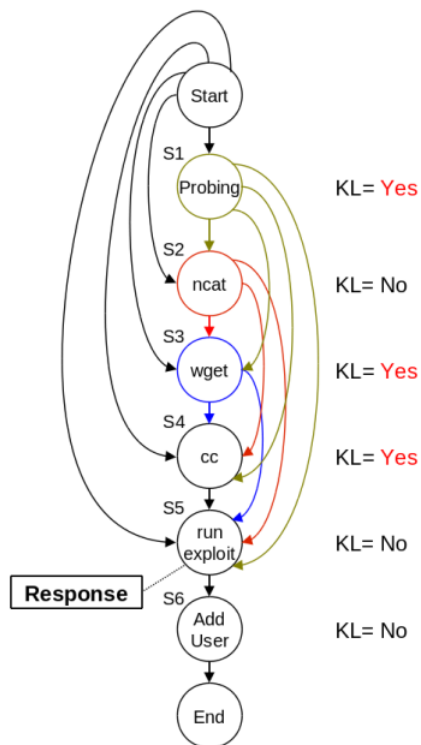 Start
S1
Probing
KL= Yes
S2
ncat
KL= No
S3
wget
KL= Yes
S4
cc
KL= Yes
S5
run
exploit
KL= No
Response
S6
Add
User
KL= No
End